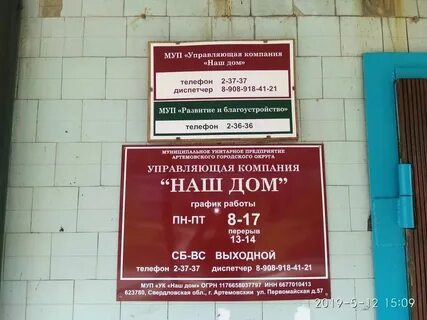 МУП «Управляющая компания
«Наш дом»
телефон 2-37-37
диспетчер 8-908-918-41-21
МУП «Развитие и благоустройство»
телефон 2-36-36
МУНИЦИПАЛЬНОЕ УНИТАРНОЕ ПРЕДПРИЯТИЕ
АРТЕМОВСКОГО ГОРОДСКОГО ОКРУГА
УПРАВЛЯЮЩАЯ КОМПАНИЯ
"НАШ ДОМ"
график работы
ПН-ПТ 8-17
перерыв
13-14
СБ-ВС ВЫХОДНОЙ
телефон 2-37-37 диспетчер 8-908-918-41-21
МУП «УК «Наш дом» ОГРН 1176658037797 ИНН 6677010413
623780, Свердловская обл., г. Артемовский ул. Первомайская д.57
2019-5-12 15:09